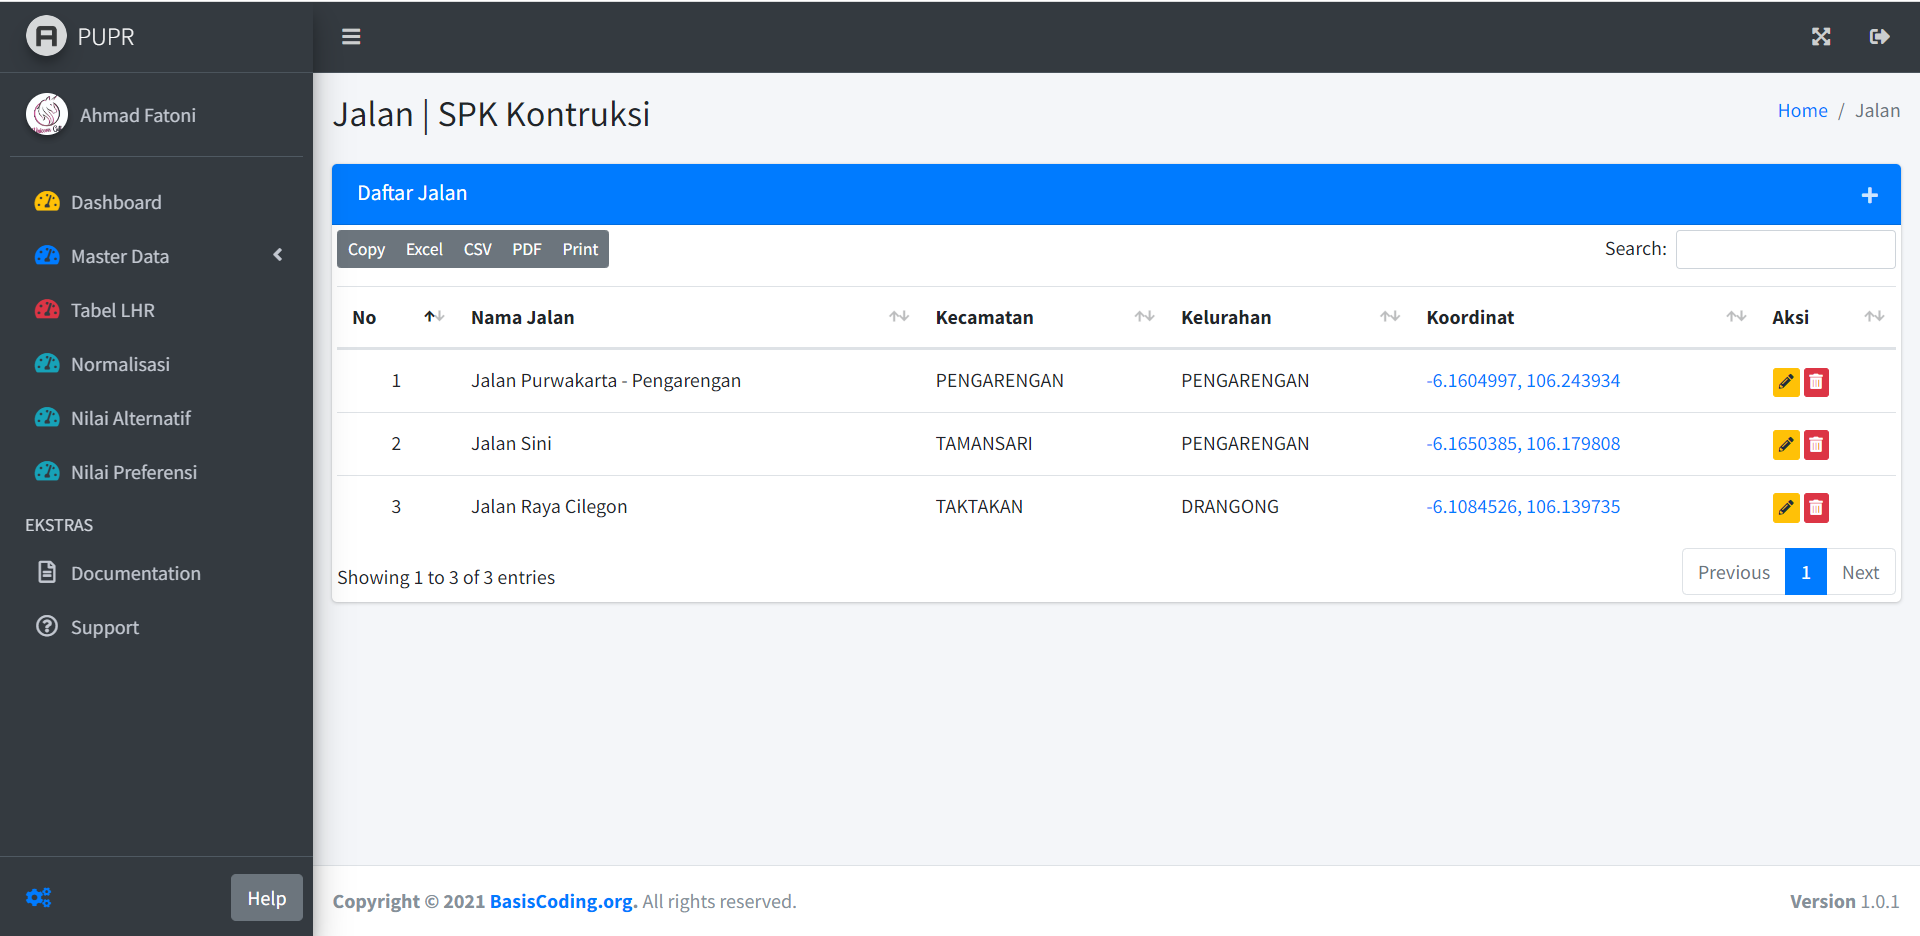 PUPR
Ahmad Fatoni
Dashboard
Master Data
Tabel LHR
Normalisasi
Nilai Alternatif
Nilai Preferensi
EKSTRAS
Documentation
Support
Help
Jalan | SPK Kontruksi
Home / Jalan
Daftar Jalan
Copy Excel CSV PDF Print
Search:
No Nama Jalan Kecamatan Kelurahan Koordinat Aksi
1 Jalan Purwakarta - Pengarengan PENGARENGAN PENGARENGAN -6.1604997, 106.243934
2 Jalan Sini TAMANSARI PENGARENGAN -6.1650385, 106.179808
3 Jalan Raya Cilegon TAKTAKAN DRANGONG -6.1084526, 106.139735
Showing 1 to 3 of 3 entries
Previous 1 Next
Copyright © 2021 BasisCoding.org. All rights reserved.
Version 1.0.1